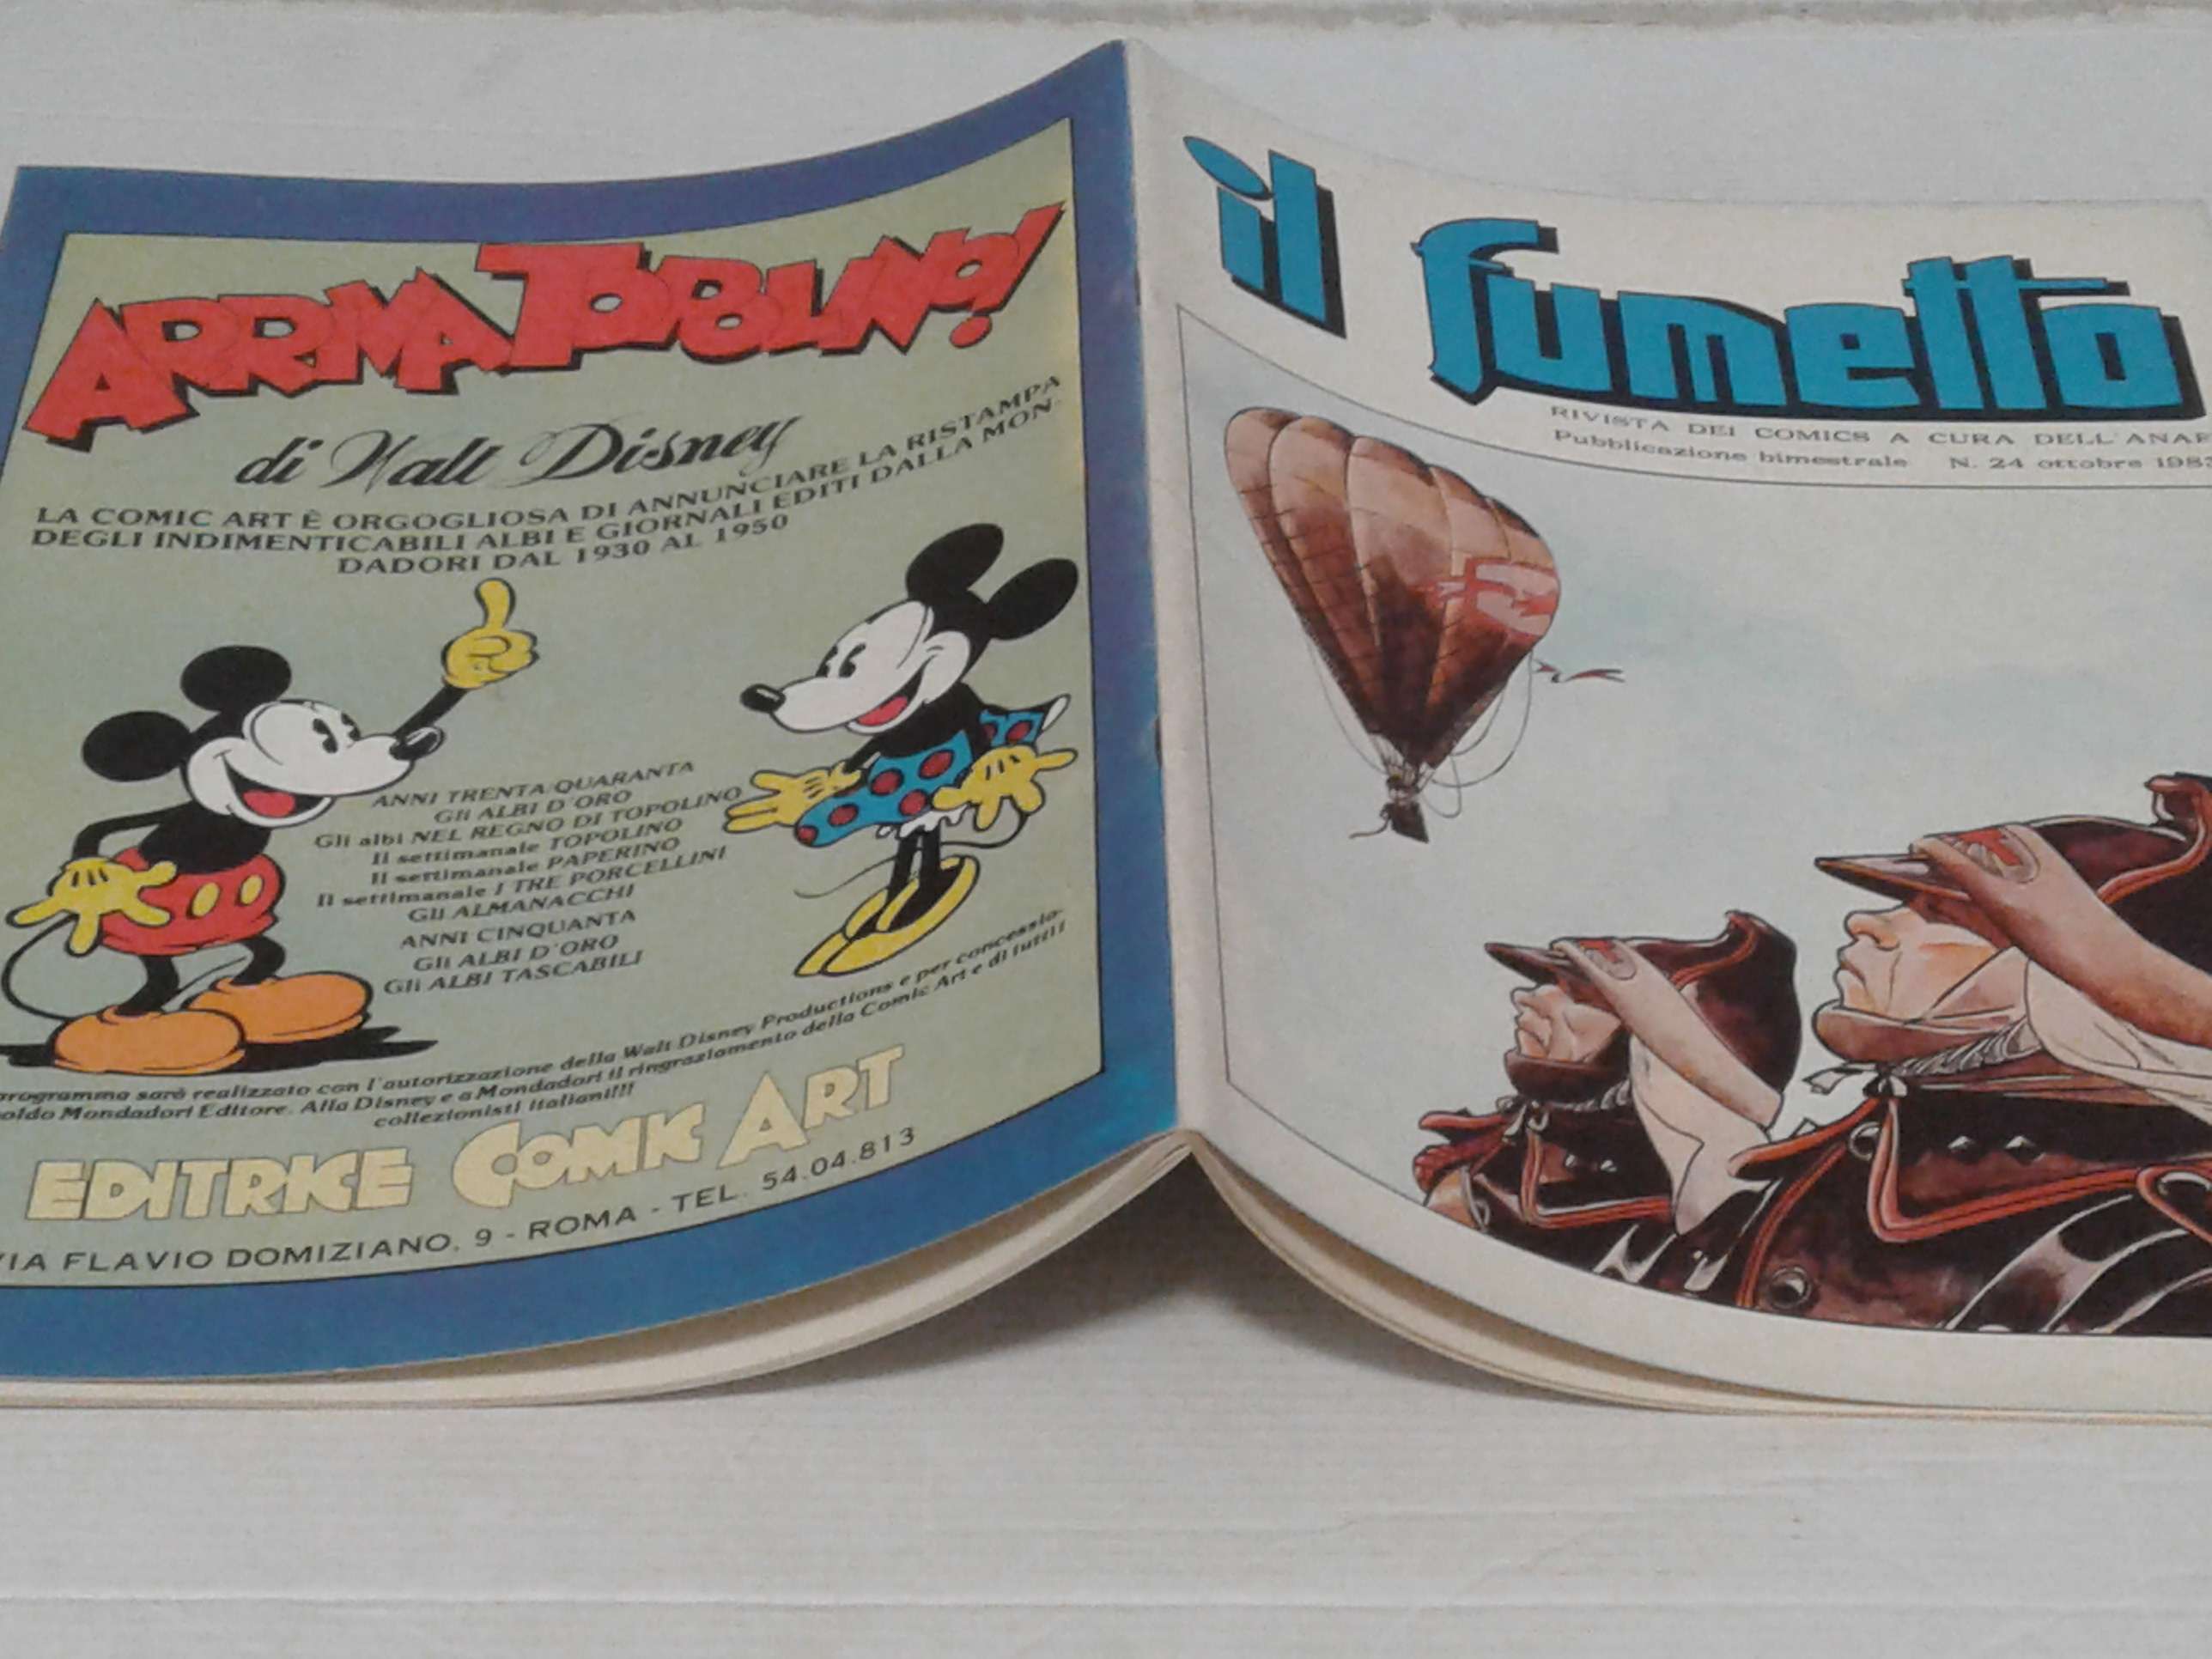 ARRIVA TOPOLINO!
di Walt Disney
LA COMIC ART È ORGOGLIOSA DI ANNUNCIARE LA RISTAMPA
DEGLI INDIMENTICABILI ALBI E GIORNALI EDITI DALLA MON-
DADORI DAL 1930 AL 1950
ANNI TRENTA/QUARANTA
Gli ALBI D'ORO
Gli albi NEL REGNO DI TOPOLINO
Il settimanale TOPOLINO
Il settimanale PAPERINO
Il settimanale I TRE PORCELLINI
Gli ALMANACCHI
ANNI CINQUANTA
Gli ALBI D'ORO
Gli ALBI TASCABILI
programma sarà realizzato con l'autorizzazione della Walt Disney Productions e per concessio-
oldo Mondadori Editore. Alla Disney e a Mondadori il ringraziamento della Comic Art e di tutti i
collezionisti italiani!!!
EDITRICE COMIC ART
VIA FLAVIO DOMIZIANO, 9 - ROMA - TEL. 54.04.813
il fumetto
RIVISTA DEI COMICS A CURA DELL'ANAF
Pubblicazione bimestrale N. 24 ottobre